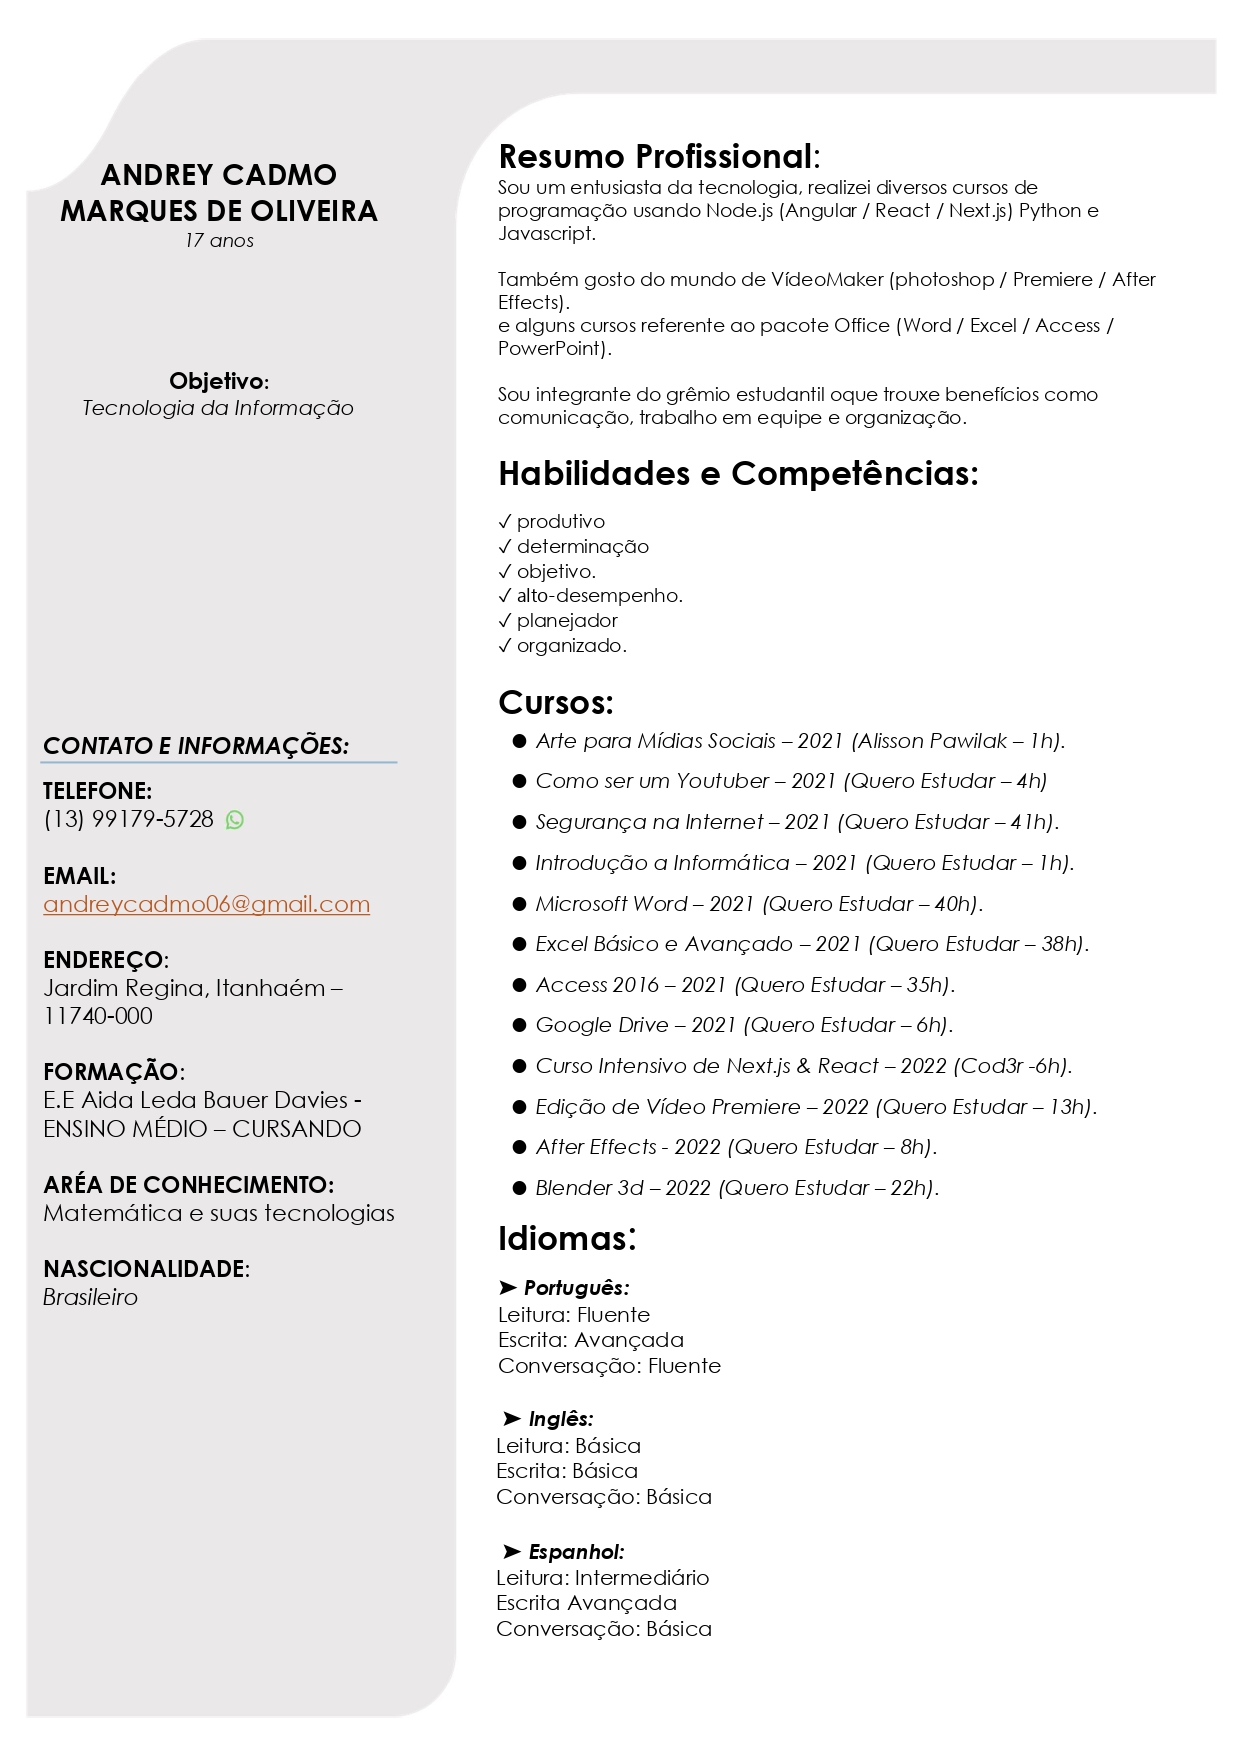 ANDREY CADMO
MARQUES DE OLIVEIRA
17 anos
Objetivo:
Tecnologia da Informação
CONTATO E INFORMAÇÕES:
TELEFONE:
(13) 99179-5728
EMAIL:
andreycadmo06@gmail.com
ENDEREÇO:
Jardim Regina, Itanhaém –
11740-000
FORMAÇÃO:
E.E Aida Leda Bauer Davies -
ENSINO MÉDIO – CURSANDO
ARÉA DE CONHECIMENTO:
Matemática e suas tecnologias
NASCIONALIDADE:
Brasileiro
Resumo Profissional:
Sou um entusiasta da tecnologia, realizei diversos cursos de
programação usando Node.js (Angular / React / Next.js) Python e
Javascript.
Também gosto do mundo de VídeoMaker (photoshop / Premiere / After
Effects).
e alguns cursos referente ao pacote Office (Word / Excel / Access /
PowerPoint).
Sou integrante do grêmio estudantil oque trouxe benefícios como
comunicação, trabalho em equipe e organização.
Habilidades e Competências:
✓ produtivo
✓ determinação
✓ objetivo.
✓ alto-desempenho.
✓ planejador
✓ organizado.
Cursos:
● Arte para Mídias Sociais – 2021 (Alisson Pawilak – 1h).
● Como ser um Youtuber – 2021 (Quero Estudar – 4h)
● Segurança na Internet – 2021 (Quero Estudar – 41h).
● Introdução a Informática – 2021 (Quero Estudar – 1h).
● Microsoft Word – 2021 (Quero Estudar – 40h).
● Excel Básico e Avançado – 2021 (Quero Estudar – 38h).
● Access 2016 – 2021 (Quero Estudar – 35h).
● Google Drive – 2021 (Quero Estudar – 6h).
● Curso Intensivo de Next.js & React – 2022 (Cod3r -6h).
● Edição de Vídeo Premiere – 2022 (Quero Estudar – 13h).
● After Effects - 2022 (Quero Estudar – 8h).
● Blender 3d – 2022 (Quero Estudar – 22h).
Idiomas:
➤ Português:
Leitura: Fluente
Escrita: Avançada
Conversação: Fluente
➤ Inglês:
Leitura: Básica
Escrita: Básica
Conversação: Básica
➤ Espanhol:
Leitura: Intermediário
Escrita Avançada
Conversação: Básica